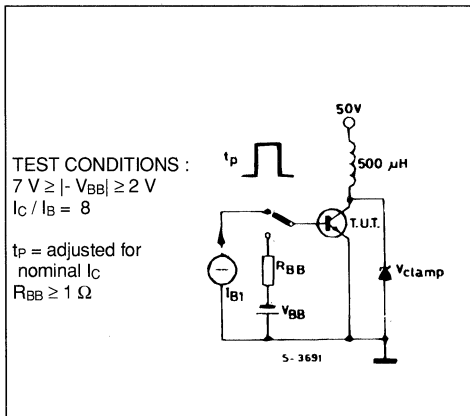 TEST CONDITIONS :
7 V ≥ |- VBB| ≥ 2 V
IC / IB = 8
tP = adjusted for
nominal IC
RBB ≥ 1 Ω
tp
50V
500 µH
T.U.T.
IB1
RBB
VBB
Vclamp
S-3691